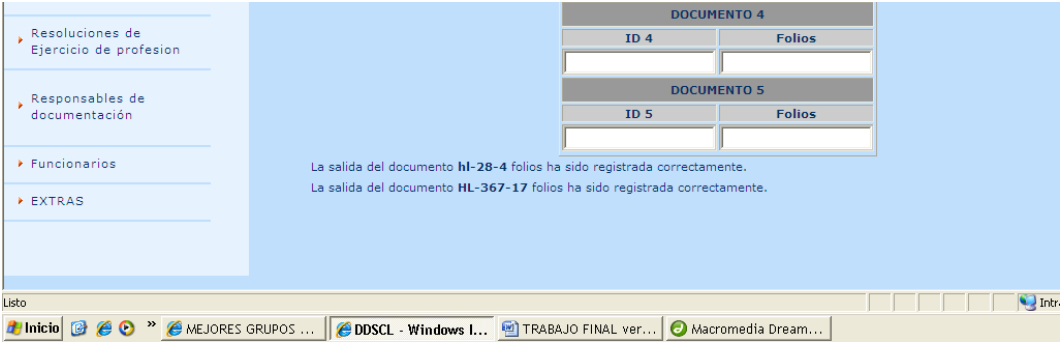 DOCUMENTO 4
Resoluciones de
Ejercicio de profesion
ID 4 Folios
DOCUMENTO 5
Responsables de
documentación
ID 5 Folios
Funcionarios
La salida del documento hl-28-4 folios ha sido registrada correctamente.
La salida del documento HL-367-17 folios ha sido registrada correctamente.
EXTRAS
Listo
Intr
Inicio » MEJORES GRUPOS ... DDSCL - Windows I... TRABAJO FINAL ver... Macromedia Dream...